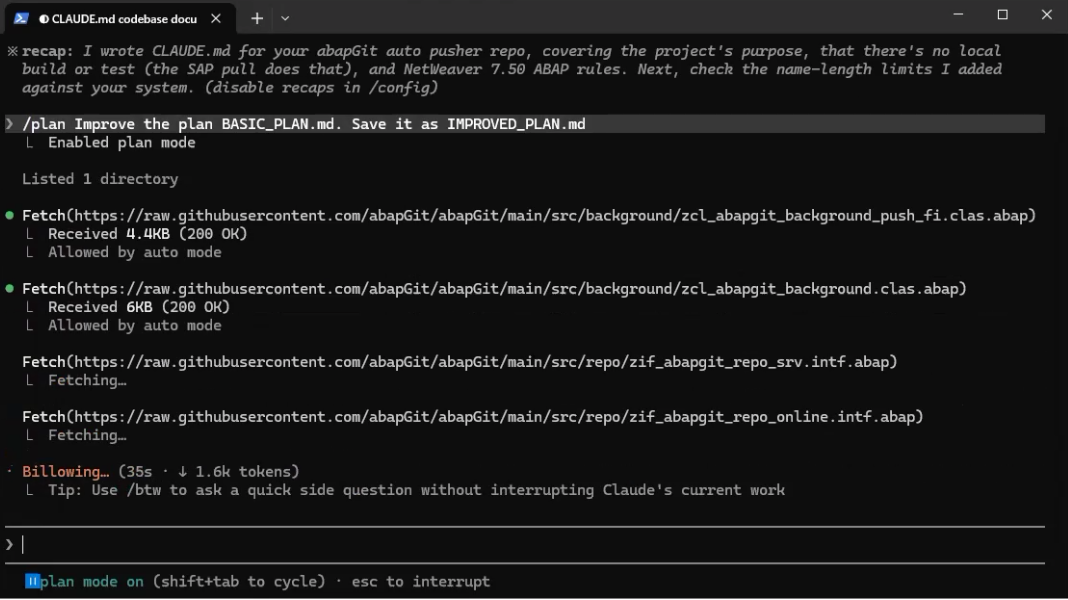 CLAUDE.md codebase docu
※ recap: I wrote CLAUDE.md for your abapGit auto pusher repo, covering the project's purpose, that there's no local
build or test (the SAP pull does that), and NetWeaver 7.50 ABAP rules. Next, check the name-length limits I added
against your system. (disable recaps in /config)
❯ /plan Improve the plan BASIC_PLAN.md. Save it as IMPROVED_PLAN.md
└ Enabled plan mode
Listed 1 directory
● Fetch(https://raw.githubusercontent.com/abapGit/abapGit/main/src/background/zcl_abapgit_background_push_fi.clas.abap)
└ Received 4.4KB (200 OK)
└ Allowed by auto mode
● Fetch(https://raw.githubusercontent.com/abapGit/abapGit/main/src/background/zcl_abapgit_background.clas.abap)
└ Received 6KB (200 OK)
└ Allowed by auto mode
Fetch(https://raw.githubusercontent.com/abapGit/abapGit/main/src/repo/zif_abapgit_repo_srv.intf.abap)
└ Fetching…
Fetch(https://raw.githubusercontent.com/abapGit/abapGit/main/src/repo/zif_abapgit_repo_online.intf.abap)
└ Fetching…
· Billowing… (35s · ↓ 1.6k tokens)
└ Tip: Use /btw to ask a quick side question without interrupting Claude's current work
❯
plan mode on (shift+tab to cycle) · esc to interrupt